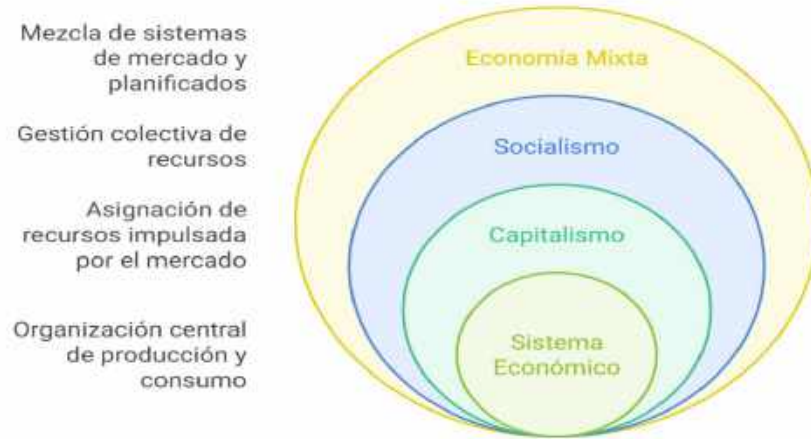 Mezcla de sistemas
de mercado y
planificados
Economía Mixta
Gestión colectiva de
recursos
Socialismo
Asignación de
recursos impulsada
por el mercado
Capitalismo
Organización central
de producción y
consumo
Sistema
Económico